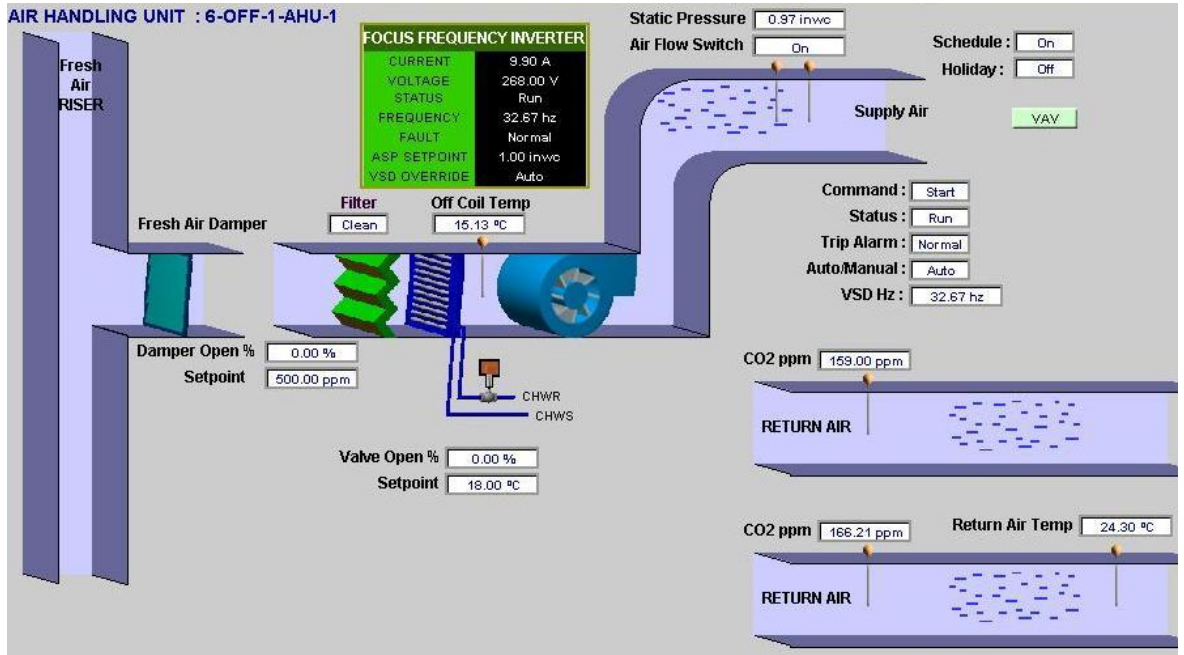 AIR HANDLING UNIT : 6-OFF-1-AHU-1
Fresh
Air
RISER
FOCUS FREQUENCY INVERTER
CURRENT 9.90 A
VOLTAGE 268.00 V
STATUS Run
FREQUENCY 32.67 hz
FAULT Normal
ASP SETPOINT 1.00 inwc
VSD OVERRIDE Auto
Static Pressure 0.97 inwc
Air Flow Switch On
Schedule : On
Holiday : Off
Supply Air
VAV
Command : Start
Status : Run
Trip Alarm : Normal
Auto/Manual : Auto
VSD Hz : 32.67 hz
Fresh Air Damper
Filter
Clean
Off Coil Temp
15.13 ºC
Damper Open % 0.00 %
Setpoint 500.00 ppm
CHWR
CHWS
Valve Open % 0.00 %
Setpoint 18.00 ºC
CO2 ppm 159.00 ppm
RETURN AIR
CO2 ppm 166.21 ppm
Return Air Temp 24.30 ºC
RETURN AIR